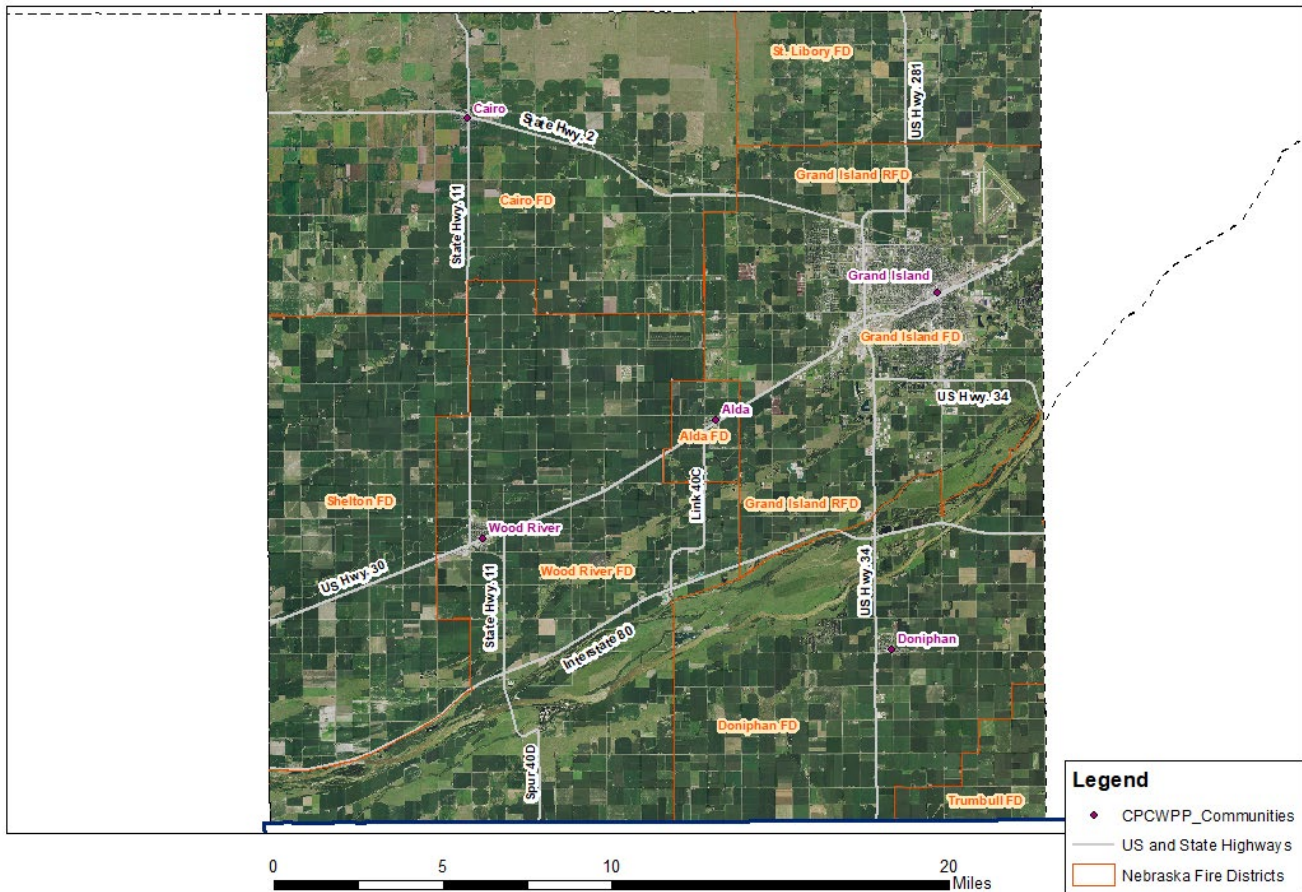 St. Libory FD
US Hwy. 281
Cairo
State Hwy. 2
Grand Island RFD
Cairo FD
State Hwy. 11
Grand Island
Grand Island FD
US Hwy. 34
Alda
Alda FD
Shelton FD
Link 40C
Grand Island RFD
Wood River
US Hwy. 30
Wood River FD
State Hwy. 11
US Hwy. 34
Interstate 80
Doniphan
Doniphan FD
Spur 40D
Trumbull FD
Legend
CPCWPP_Communities
US and State Highways
Nebraska Fire Districts
0 5 10 20
Miles